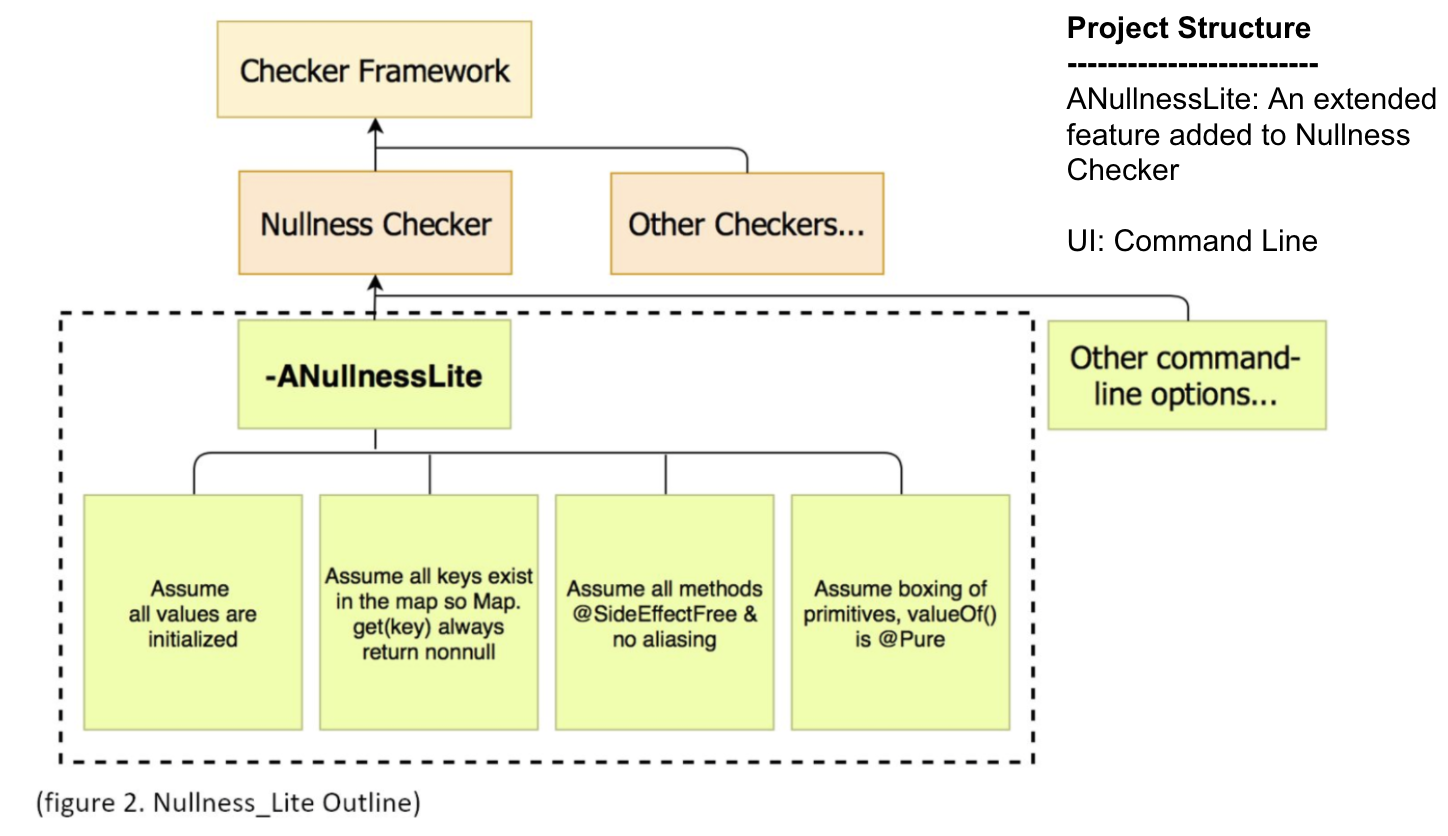 Project Structure
-------------------------
ANullnessLite: An extended
feature added to Nullness
Checker
UI: Command Line
Checker Framework
Nullness Checker
Other Checkers...
-ANullnessLite
Other command-
line options...
Assume
all values are
initialized
Assume all keys exist
in the map so Map.
get(key) always
return nonnull
Assume all methods
@SideEffectFree &
no aliasing
Assume boxing of
primitives, valueOf()
is @Pure
(figure 2. Nullness_Lite Outline)